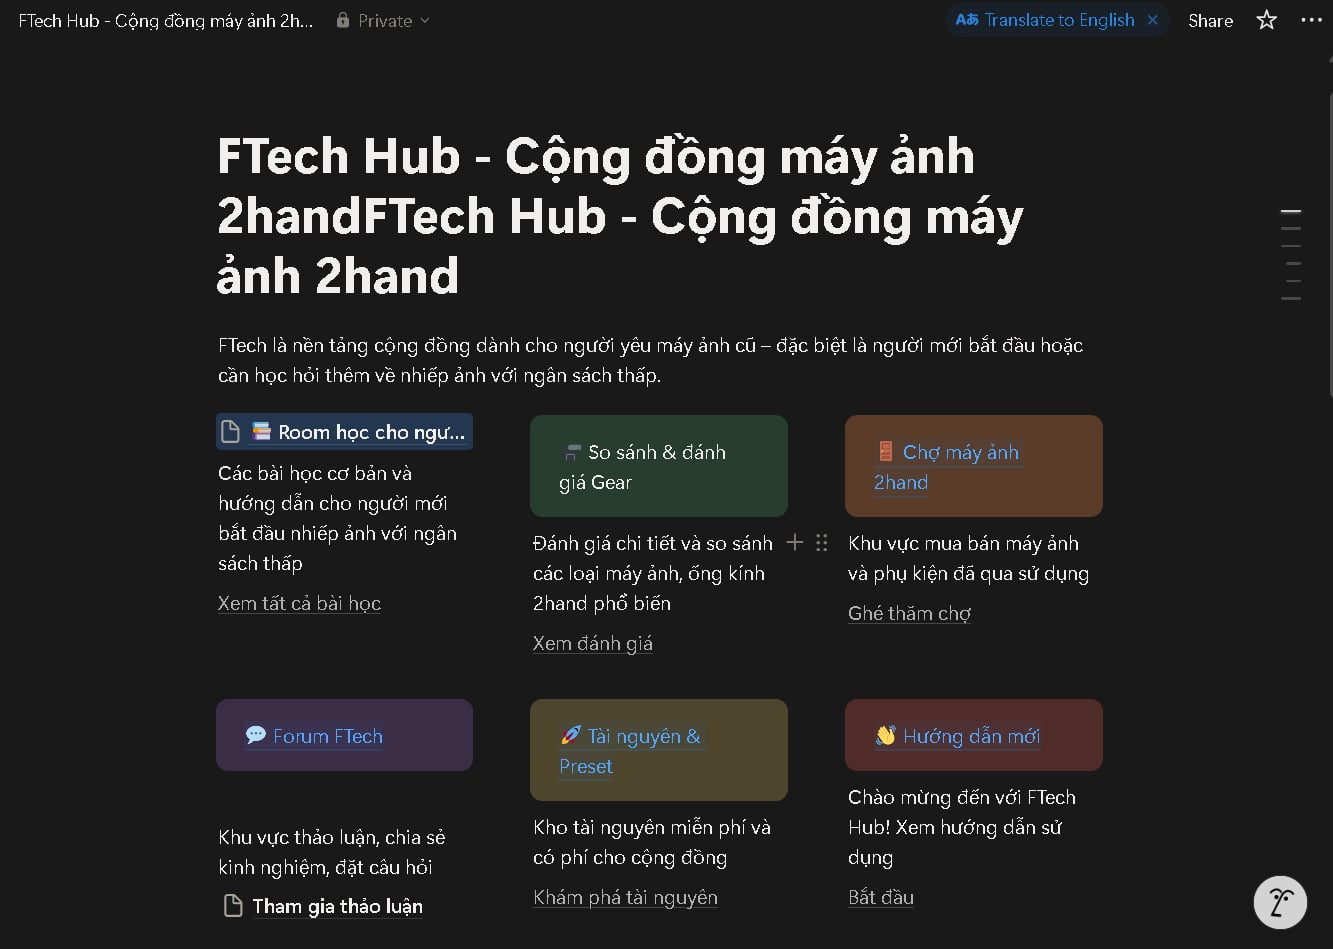 FTech Hub - Cộng đồng máy ảnh 2h...
Private
Aあ Translate to English
Share
FTech Hub - Cộng đồng máy ảnh
2handFTech Hub - Cộng đồng máy
ảnh 2hand
FTech là nền tảng cộng đồng dành cho người yêu máy ảnh cũ – đặc biệt là người mới bắt đầu hoặc
cần học hỏi thêm về nhiếp ảnh với ngân sách thấp.
Room học cho ngư...
Các bài học cơ bản và
hướng dẫn cho người mới
bắt đầu nhiếp ảnh với ngân
sách thấp
Xem tất cả bài học
So sánh & đánh
giá Gear
Đánh giá chi tiết và so sánh
các loại máy ảnh, ống kính
2hand phổ biến
Xem đánh giá
Chợ máy ảnh
2hand
Khu vực mua bán máy ảnh
và phụ kiện đã qua sử dụng
Ghé thăm chợ
Forum FTech
Khu vực thảo luận, chia sẻ
kinh nghiệm, đặt câu hỏi
Tham gia thảo luận
Tài nguyên &
Preset
Kho tài nguyên miễn phí và
có phí cho cộng đồng
Khám phá tài nguyên
Hướng dẫn mới
Chào mừng đến với FTech
Hub! Xem hướng dẫn sử
dụng
Bắt đầu